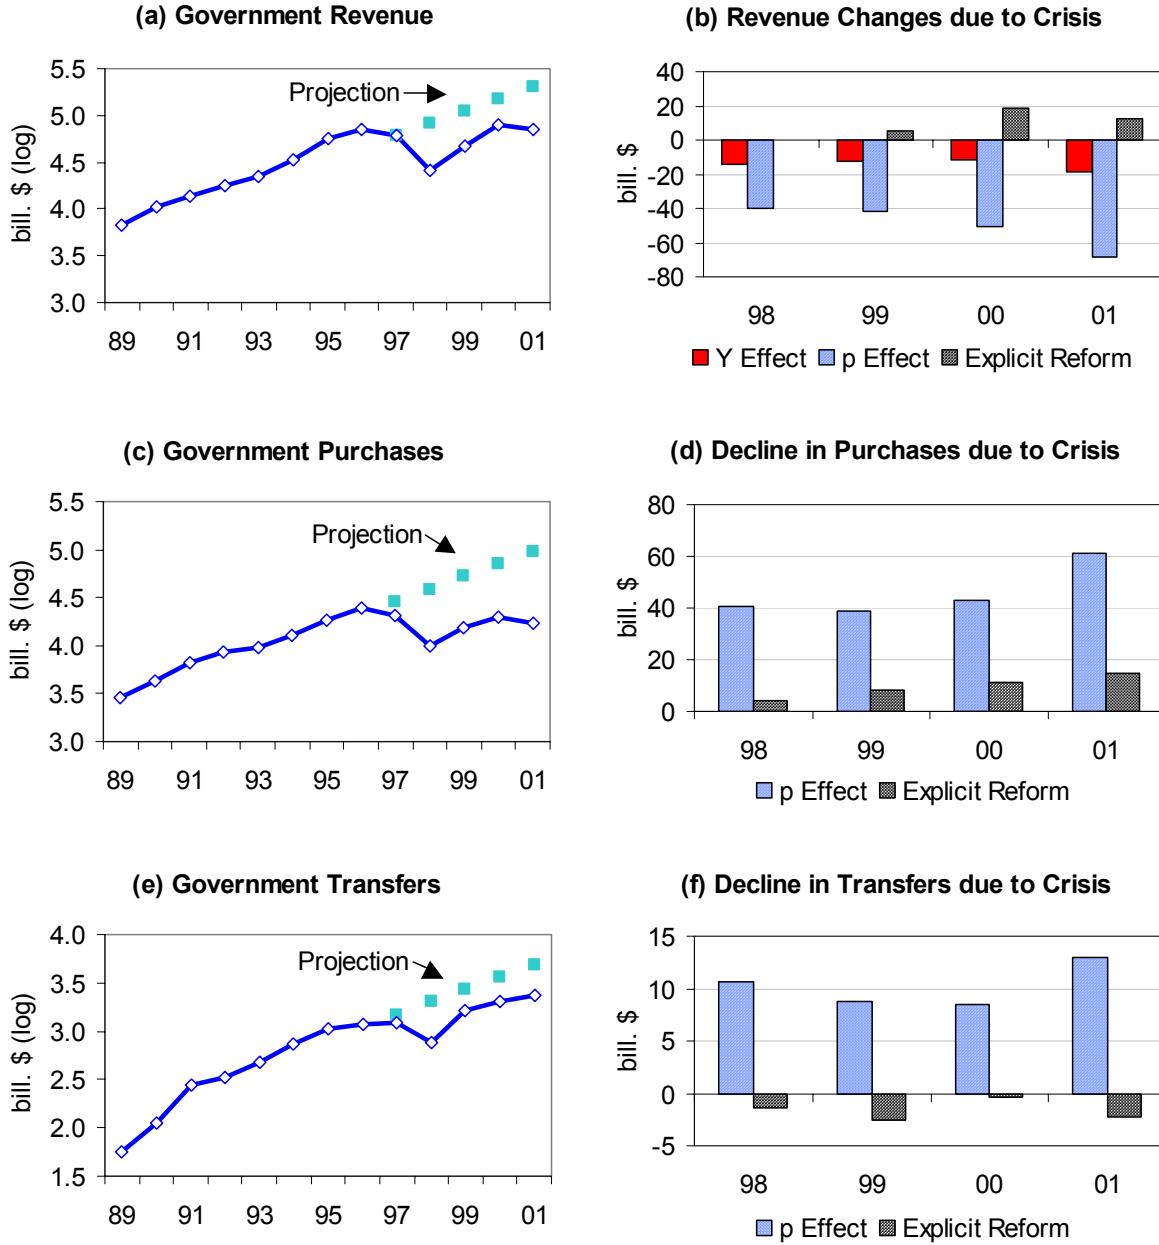 (a) Government Revenue
bill. $ (log)
5.5
5.0
4.5
4.0
3.5
3.0
Projection
89 91 93 95 97 99 01
(b) Revenue Changes due to Crisis
bill. $
40
20
0
-20
-40
-60
-80
98 99 00 01
Y Effect p Effect Explicit Reform
(c) Government Purchases
bill. $ (log)
5.5
5.0
4.5
4.0
3.5
3.0
Projection
89 91 93 95 97 99 01
(d) Decline in Purchases due to Crisis
bill. $
80
60
40
20
0
98 99 00 01
p Effect Explicit Reform
(e) Government Transfers
bill. $ (log)
4.0
3.5
3.0
2.5
2.0
1.5
Projection
89 91 93 95 97 99 01
(f) Decline in Transfers due to Crisis
bill. $
15
10
5
0
-5
98 99 00 01
p Effect Explicit Reform